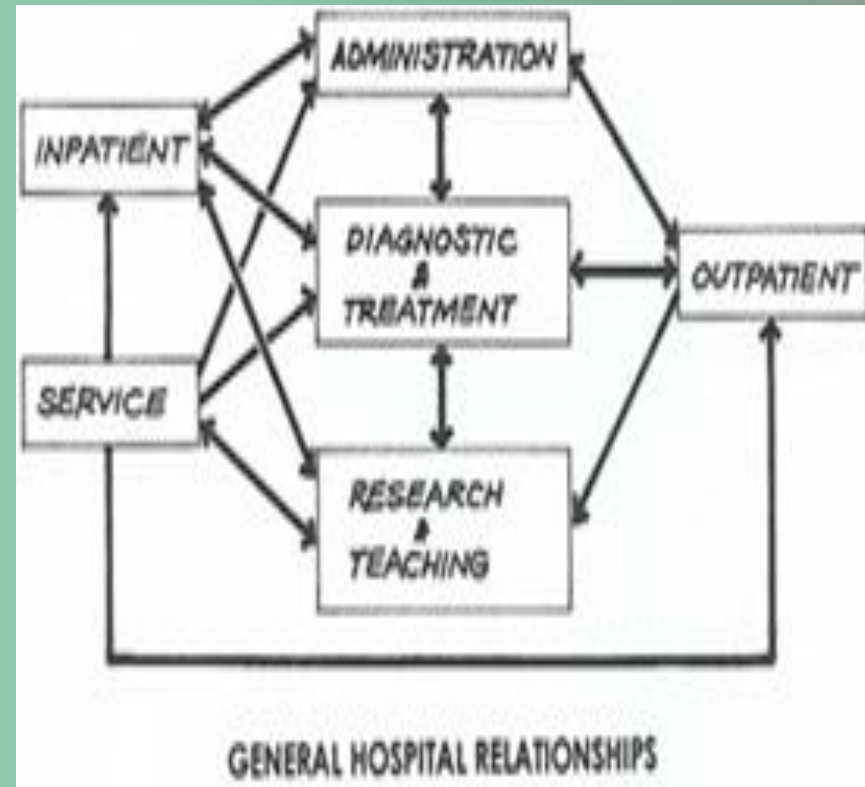 ADMINISTRATION
INPATIENT
DIAGNOSTIC
&
TREATMENT
OUTPATIENT
SERVICE
RESEARCH
&
TEACHING
GENERAL HOSPITAL RELATIONSHIPS